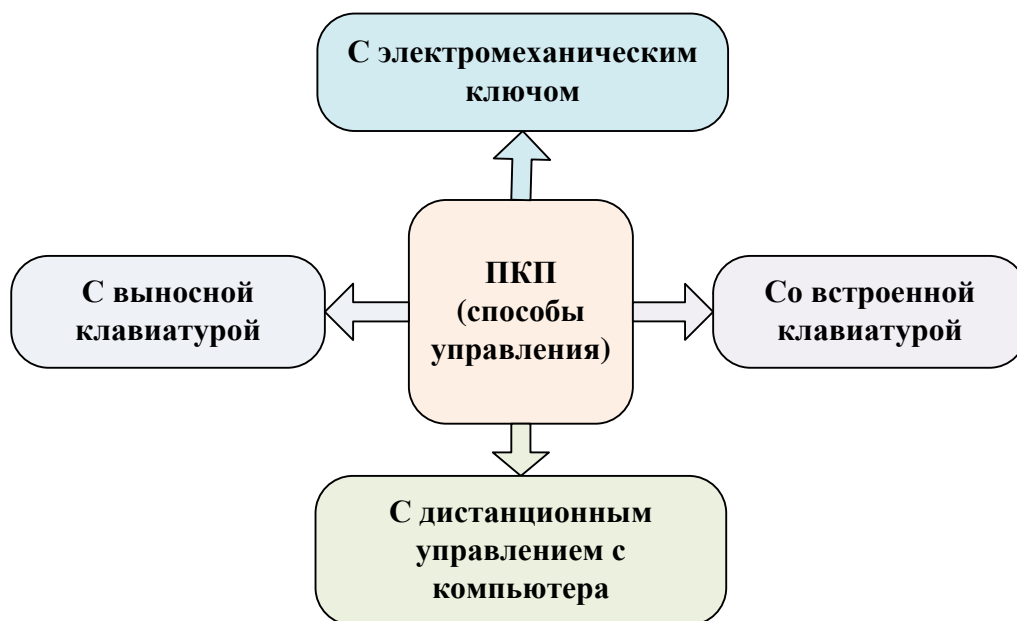 С электромеханическим
ключом
С выносной
клавиатурой
ПКП
(способы
управления)
Со встроенной
клавиатурой
С дистанционным
управлением с
компьютера